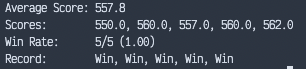 Average Score: 557.8
Scores: 550.0, 560.0, 557.0, 560.0, 562.0
Win Rate: 5/5 (1.00)
Record: Win, Win, Win, Win, Win